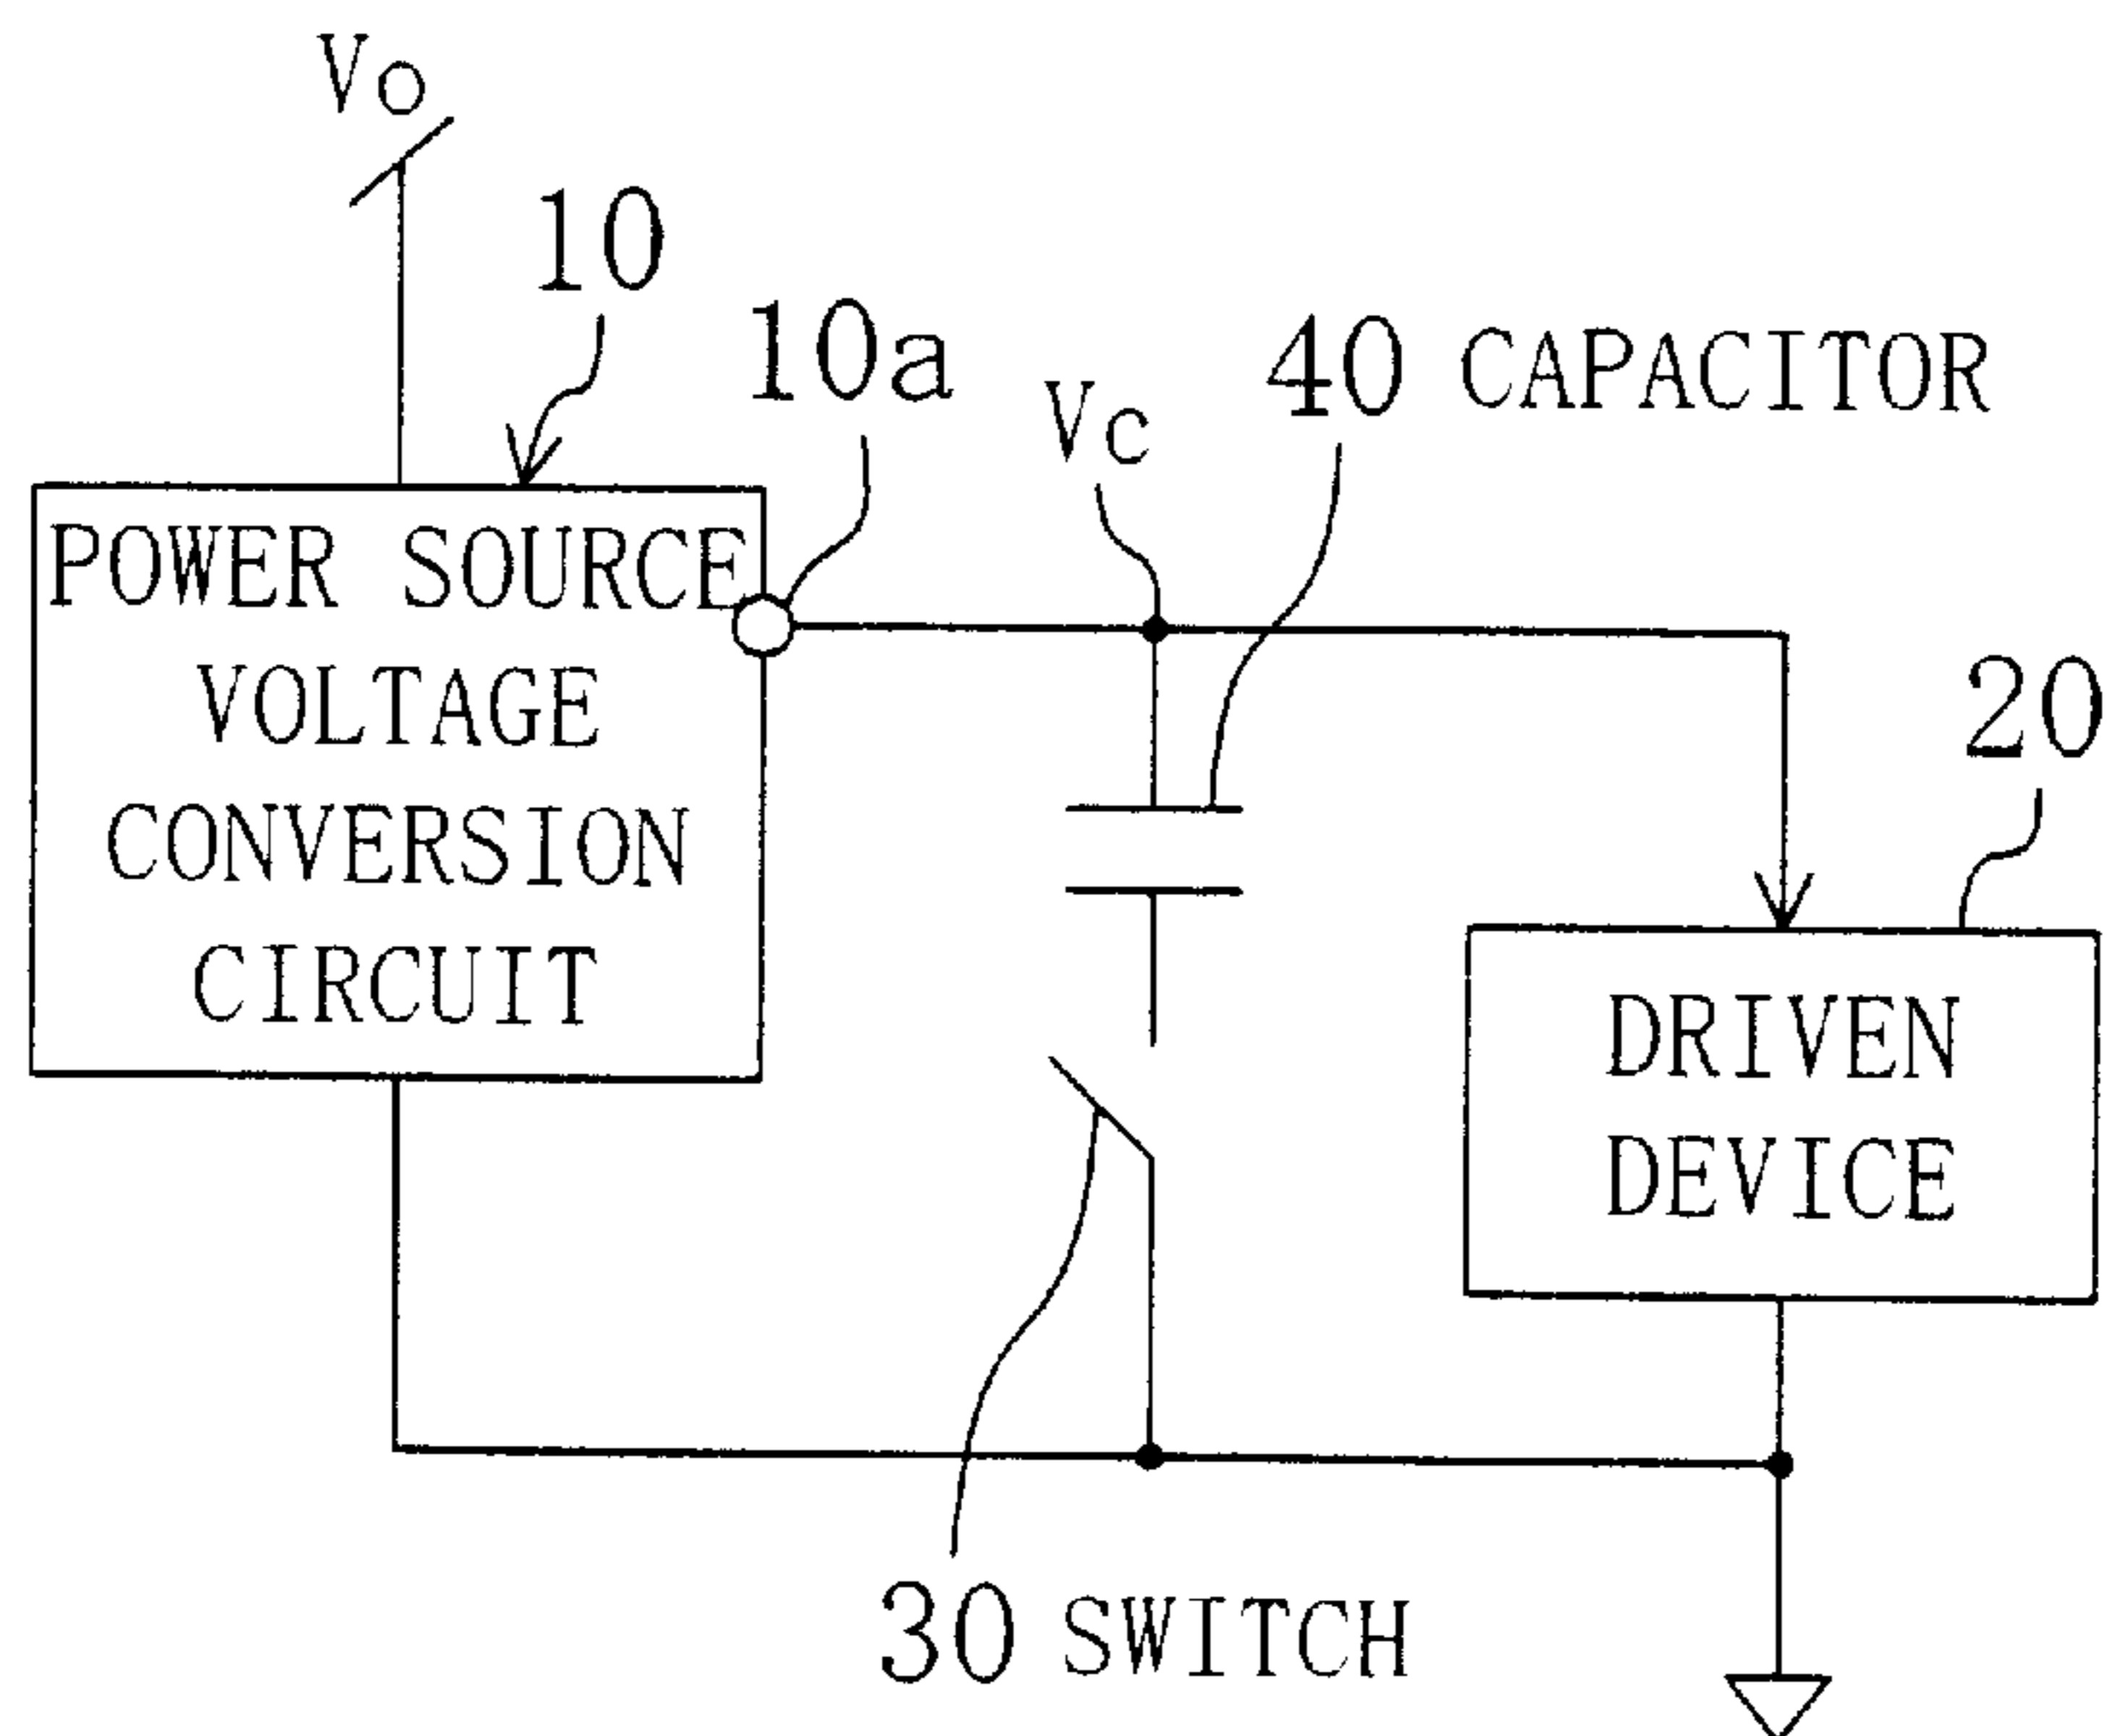 Vo
10
10a
40 CAPACITOR
Vc
POWER SOURCE
VOLTAGE
CONVERSION
CIRCUIT
20
DRIVEN
DEVICE
30 SWITCH